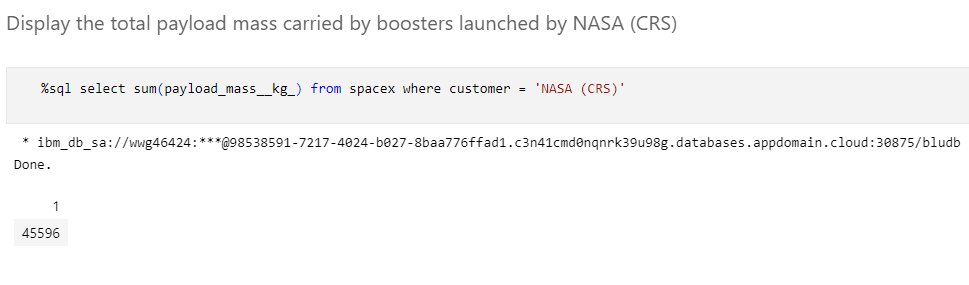 Display the total payload mass carried by boosters launched by NASA (CRS)
%sql select sum(payload_mass__kg_) from spacex where customer = 'NASA (CRS)'
* ibm_db_sa://wwg46424:***@98538591-7217-4024-b027-8baa776ffad1.c3n41cmd0nqnrk39u98g.databases.appdomain.cloud:30875/bludb
Done.
1
45596